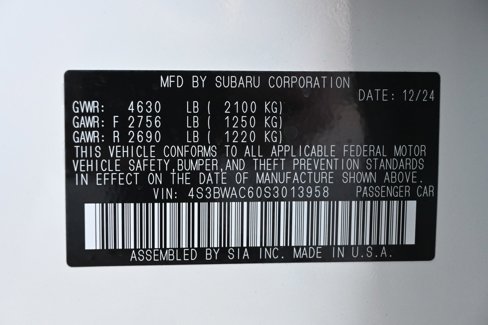 MFD BY SUBARU CORPORATION
DATE: 12/24
GVWR: 4630 LB ( 2100 KG)
GAWR: F 2756 LB ( 1250 KG)
GAWR: R 2690 LB ( 1220 KG)
THIS VEHICLE CONFORMS TO ALL APPLICABLE FEDERAL MOTOR
VEHICLE SAFETY,BUMPER,AND THEFT PREVENTION STANDARDS
IN EFFECT ON THE DATE OF MANUFACTURE SHOWN ABOVE.
VIN: 4S3BWAC60S3013958 PASSENGER CAR
ASSEMBLED BY SIA INC. MADE IN U.S.A.